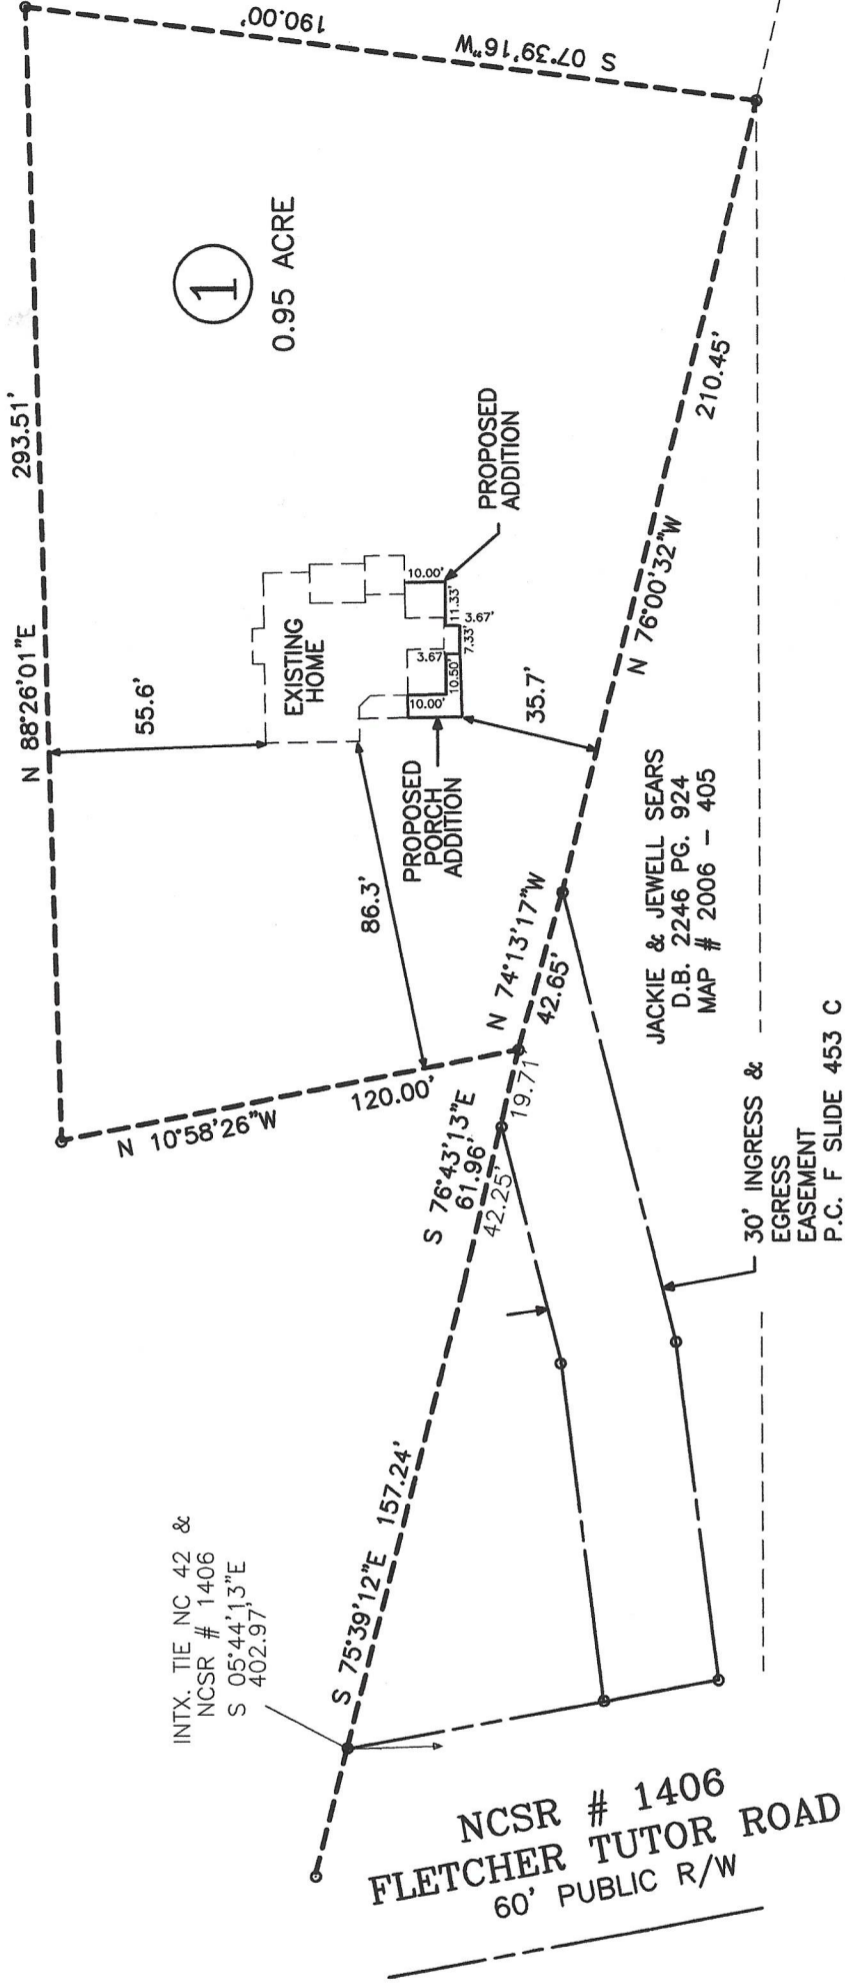 INTX. TIE NC 42 &
NCSR # 1406
S 05°44'13"E
402.97'
S 75°39'12"E 157.24'
S 76°43'13"E
61.96'
42.25'
19.71'
N 10°58'26"W
120.00'
N 88°26'01"E
293.51'
55.6'
86.3'
EXISTING
HOME
1
0.95 ACRE
S 07°39'16"W
190.00'
PROPOSED
PORCH
ADDITION
10.00'
10.50'
3.67'
7.33'
3.67'
11.33'
10.00'
PROPOSED
ADDITION
35.7'
N 74°13'17"W
42.65'
N 76°00'32"W
210.45'
JACKIE & JEWELL SEARS
D.B. 2246 PG. 924
MAP # 2006 - 405
30' INGRESS &
EGRESS
EASEMENT
P.C. F SLIDE 453 C
NCSR # 1406
FLETCHER TUTOR ROAD
60' PUBLIC R/W